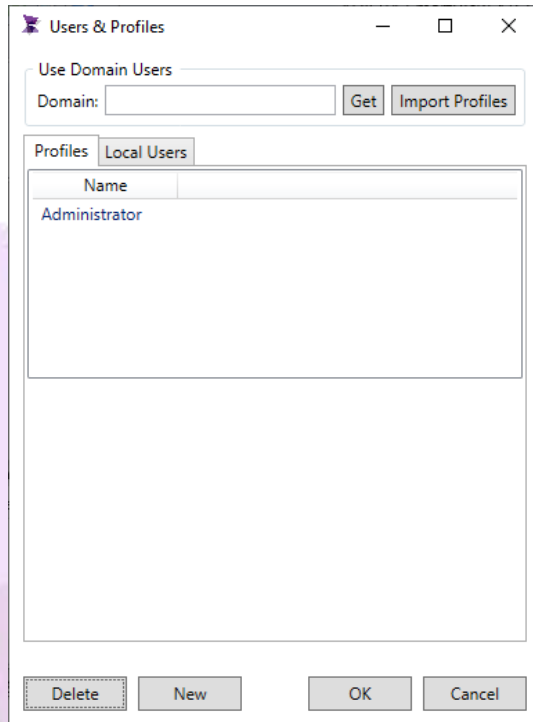 Users & Profiles
Use Domain Users
Domain: Get Import Profiles
Profiles Local Users
Name
Administrator
Delete New OK Cancel